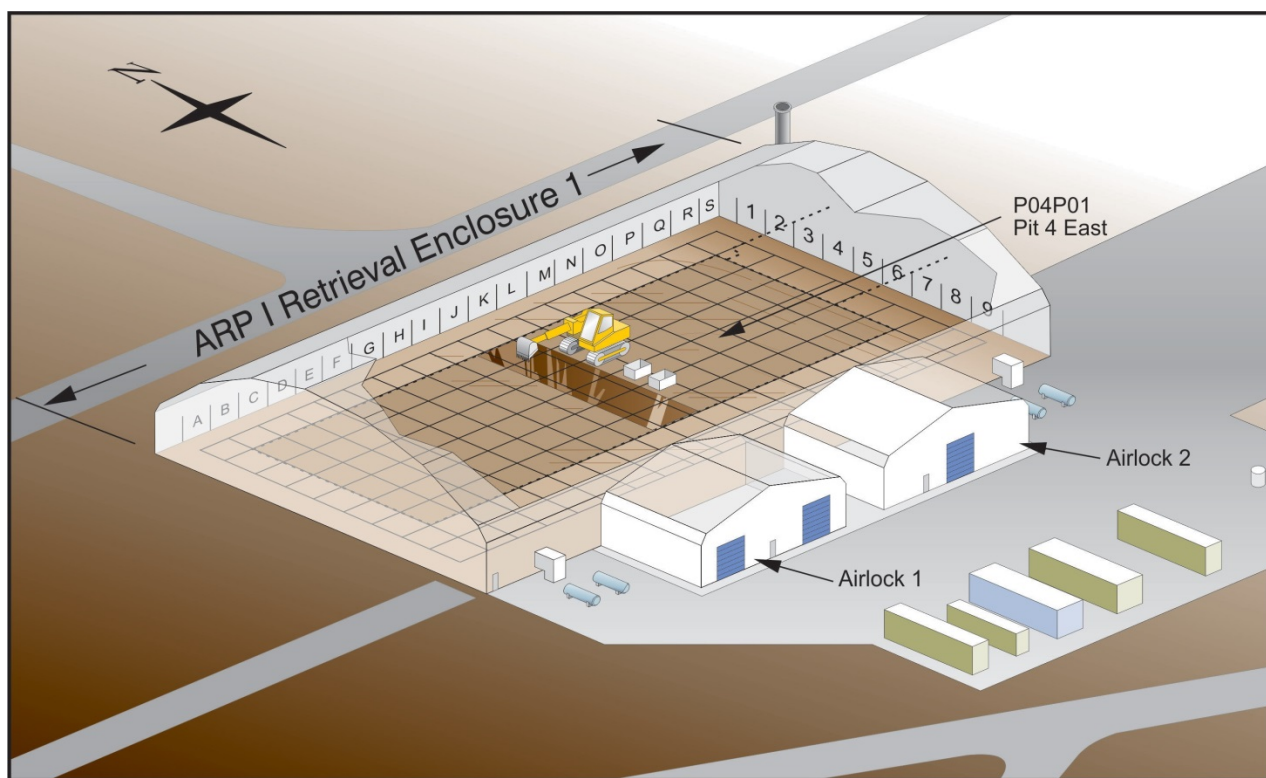 N
ARP I Retrieval Enclosure 1
P04P01
Pit 4 East
A B C D E F G H I J K L M N O P Q R S
1 2 3 4 5 6 7 8 9
Airlock 2
Airlock 1